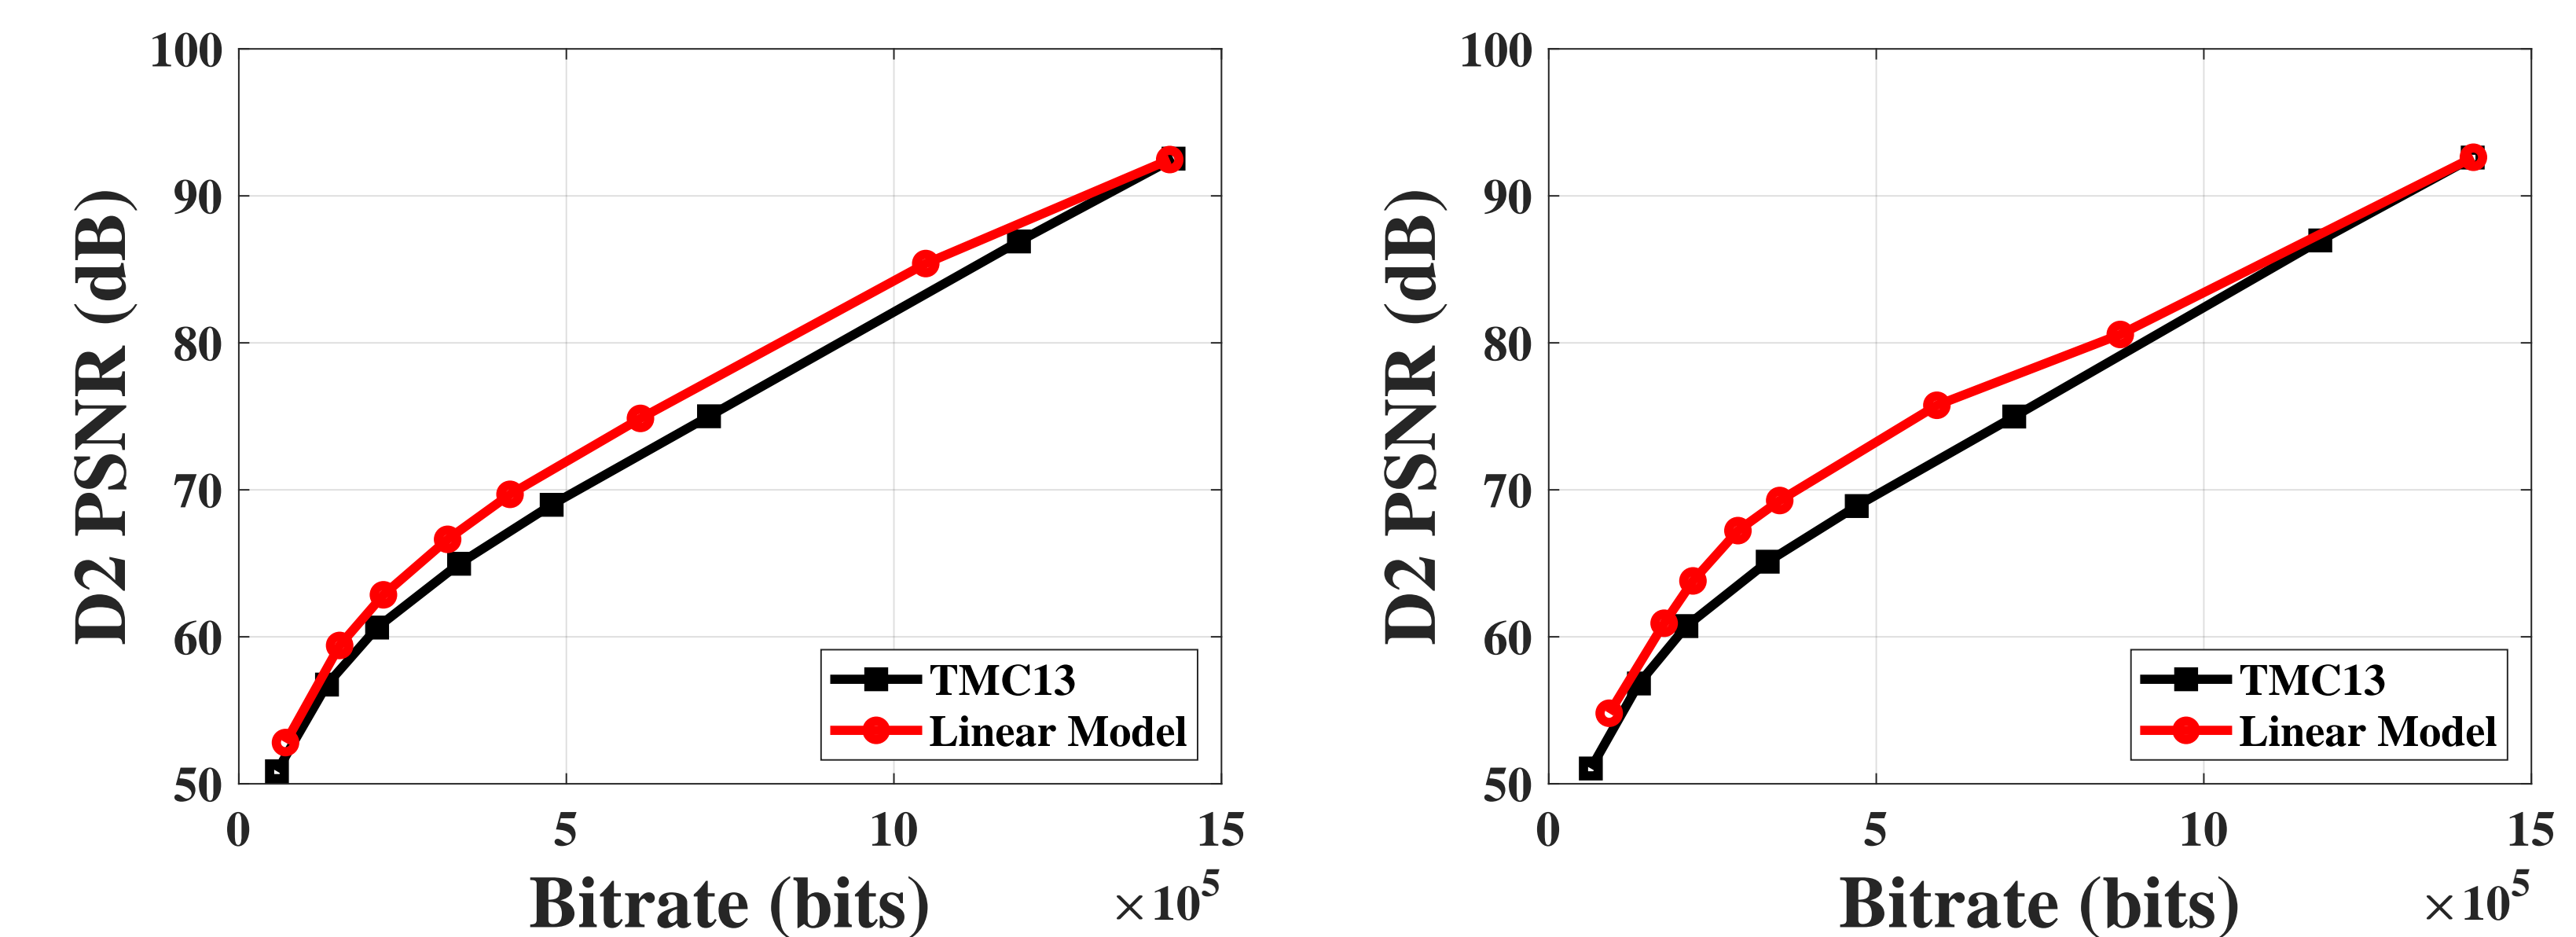 100
90
80
70
60
50
0 5 10 15
D2 PSNR (dB)
Bitrate (bits)
×10^5
TMC13
Linear Model
100
90
80
70
60
50
0 5 10 15
D2 PSNR (dB)
Bitrate (bits)
×10^5
TMC13
Linear Model